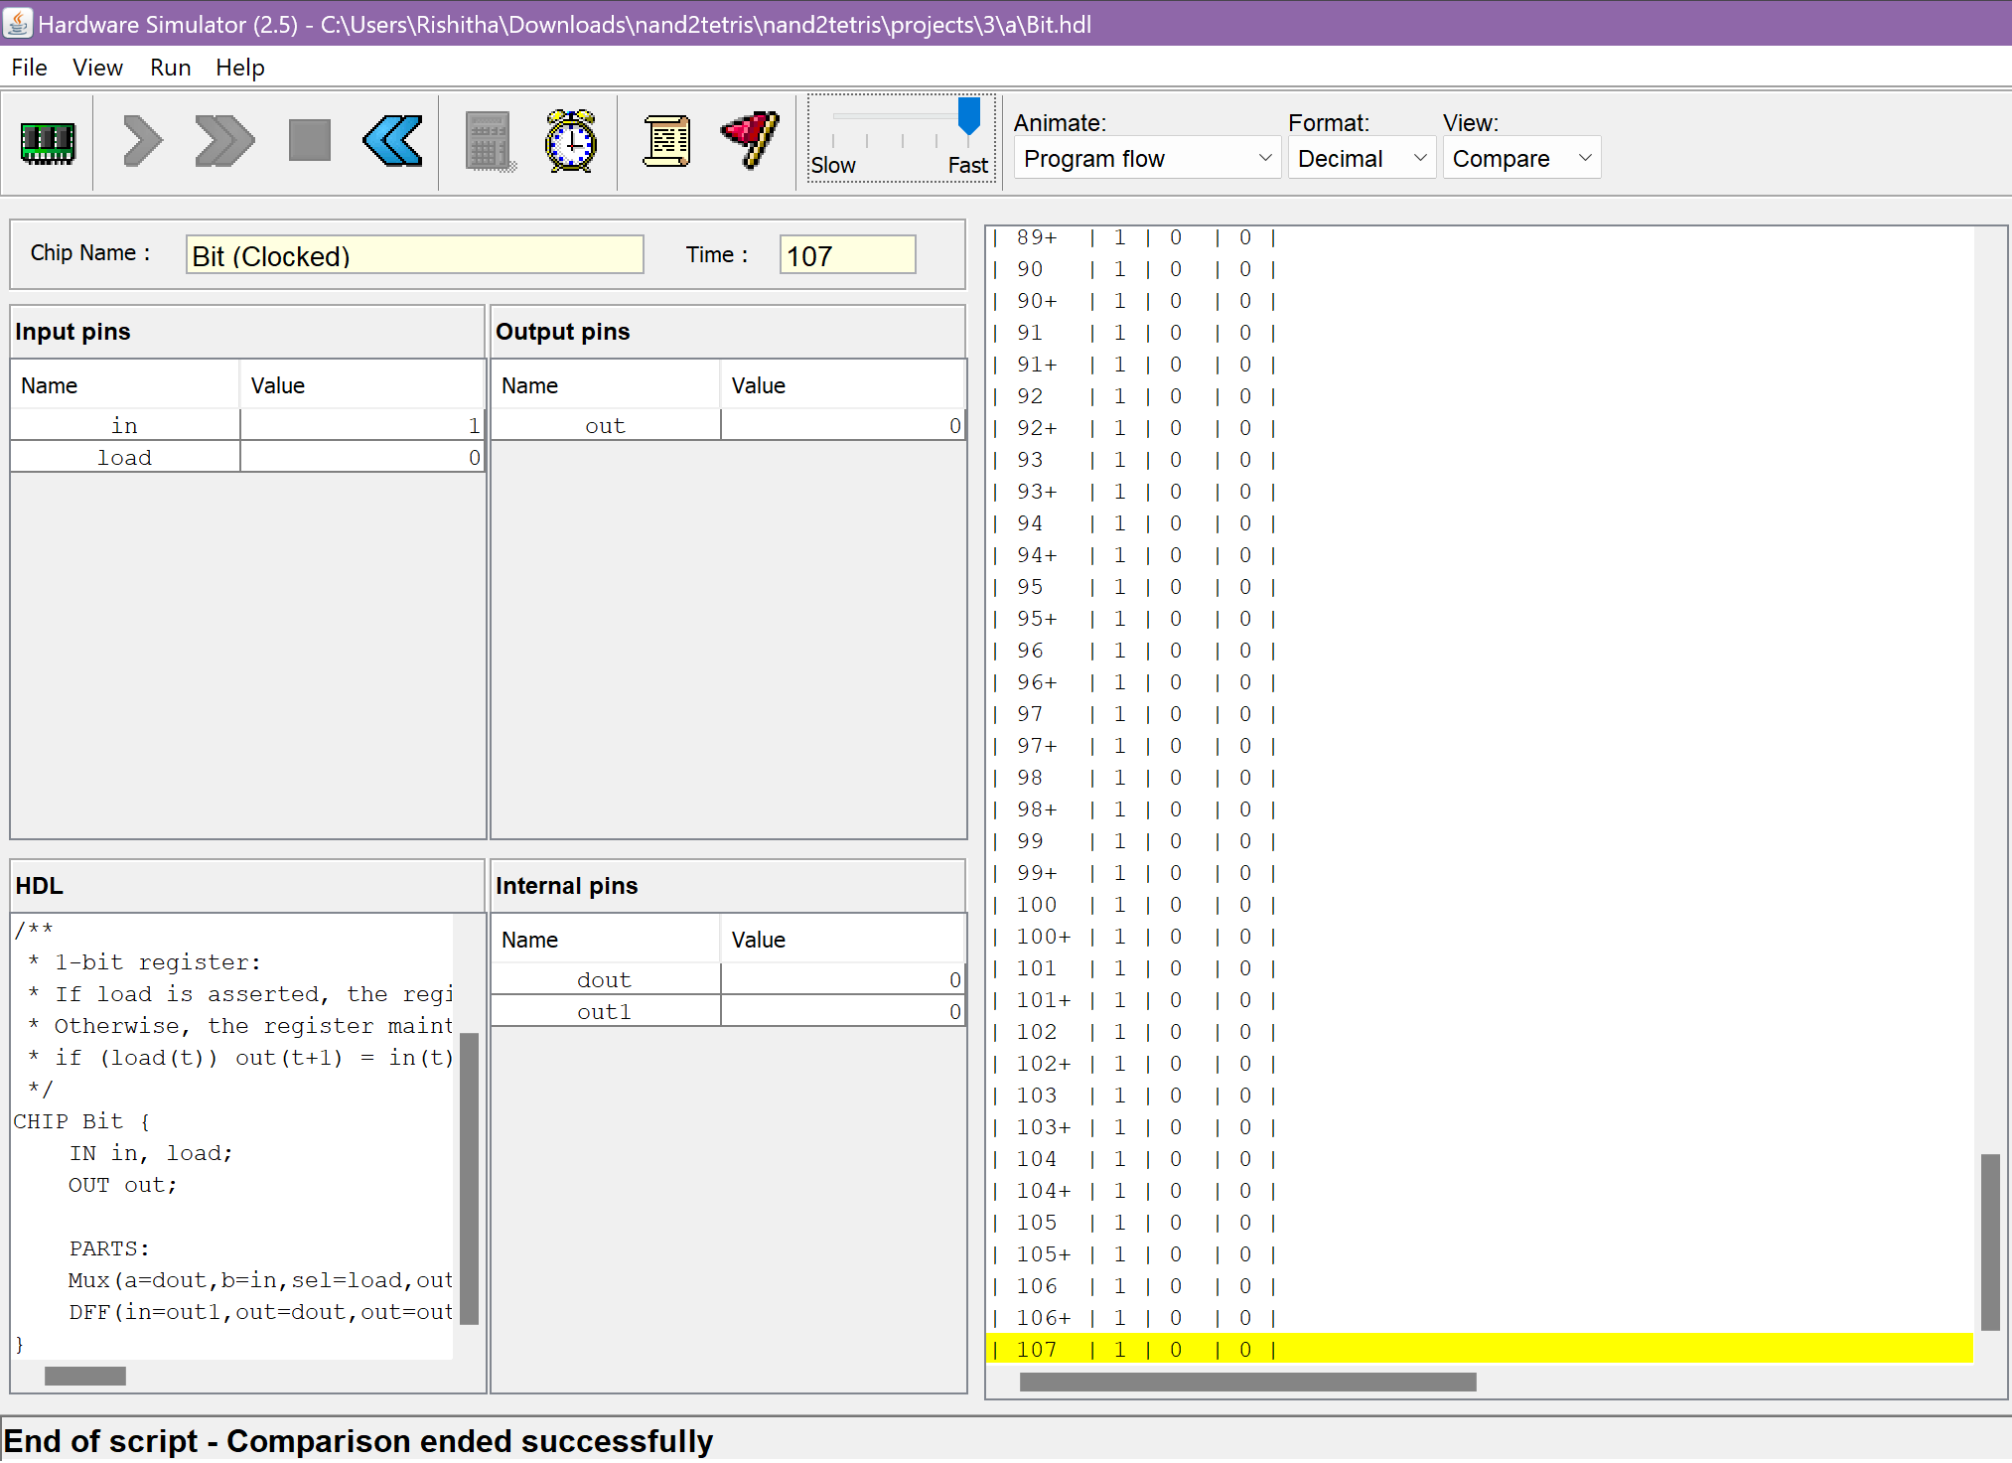 Hardware Simulator (2.5) - C:\Users\Rishitha\Downloads\nand2tetris\nand2tetris\projects\3\a\Bit.hdl
File View Run Help
Slow Fast
Animate: Format: View:
Program flow Decimal Compare
Chip Name : Bit (Clocked) Time : 107
Input pins
Name Value
in 1
load 0
Output pins
Name Value
out 0
HDL
/**
* 1-bit register:
* If load is asserted, the regi
* Otherwise, the register maint
* if (load(t)) out(t+1) = in(t)
*/
CHIP Bit {
IN in, load;
OUT out;
PARTS:
Mux(a=dout,b=in,sel=load,out
DFF(in=out1,out=dout,out=out
}
Internal pins
Name Value
dout 0
out1 0
| 89+ | 1 | 0 | 0 |
| 90 | 1 | 0 | 0 |
| 90+ | 1 | 0 | 0 |
| 91 | 1 | 0 | 0 |
| 91+ | 1 | 0 | 0 |
| 92 | 1 | 0 | 0 |
| 92+ | 1 | 0 | 0 |
| 93 | 1 | 0 | 0 |
| 93+ | 1 | 0 | 0 |
| 94 | 1 | 0 | 0 |
| 94+ | 1 | 0 | 0 |
| 95 | 1 | 0 | 0 |
| 95+ | 1 | 0 | 0 |
| 96 | 1 | 0 | 0 |
| 96+ | 1 | 0 | 0 |
| 97 | 1 | 0 | 0 |
| 97+ | 1 | 0 | 0 |
| 98 | 1 | 0 | 0 |
| 98+ | 1 | 0 | 0 |
| 99 | 1 | 0 | 0 |
| 99+ | 1 | 0 | 0 |
| 100 | 1 | 0 | 0 |
| 100+ | 1 | 0 | 0 |
| 101 | 1 | 0 | 0 |
| 101+ | 1 | 0 | 0 |
| 102 | 1 | 0 | 0 |
| 102+ | 1 | 0 | 0 |
| 103 | 1 | 0 | 0 |
| 103+ | 1 | 0 | 0 |
| 104 | 1 | 0 | 0 |
| 104+ | 1 | 0 | 0 |
| 105 | 1 | 0 | 0 |
| 105+ | 1 | 0 | 0 |
| 106 | 1 | 0 | 0 |
| 106+ | 1 | 0 | 0 |
| 107 | 1 | 0 | 0 |
End of script - Comparison ended successfully